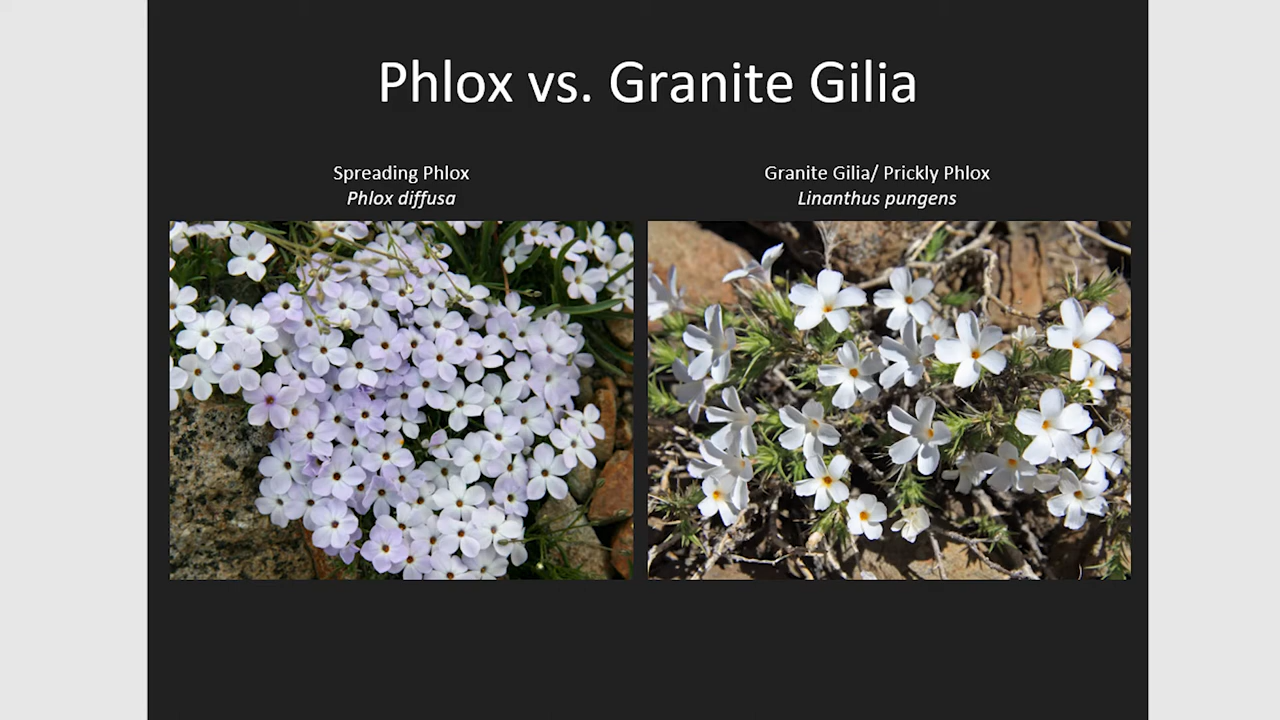 Phlox vs. Granite Gilia
Spreading Phlox
Phlox diffusa
Granite Gilia/ Prickly Phlox
Linanthus pungens